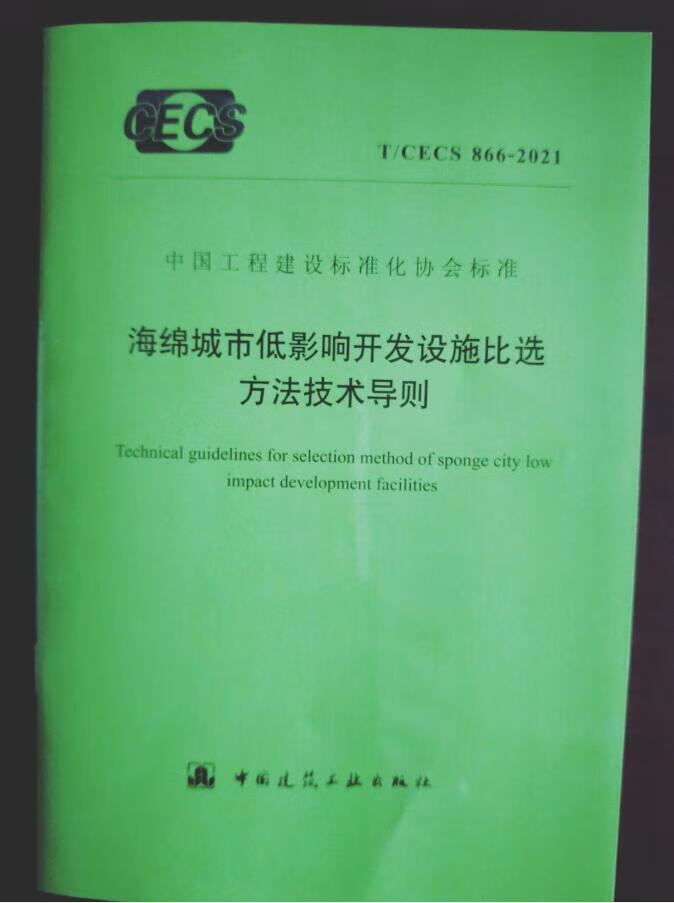 CECS
T/CECS 866-2021
中国工程建设标准化协会标准
海绵城市低影响开发设施比选
方法技术导则
Technical guidelines for selection method of sponge city low
impact development facilities
中国建筑工业出版社